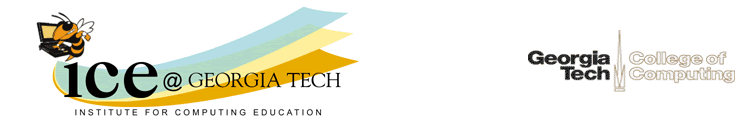 ice @ GEORGIA TECH
INSTITUTE FOR COMPUTING EDUCATION
Georgia Tech
College of Computing